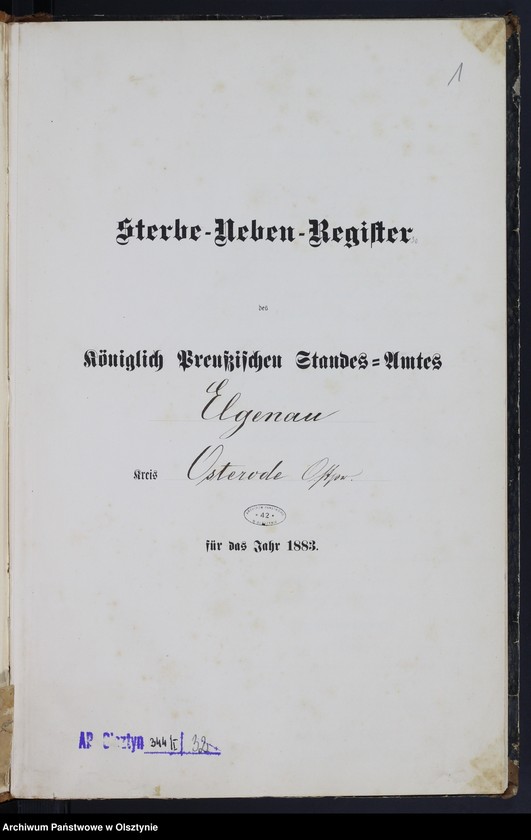 1
Sterbe-Neben-Register
des
Königlich Preußischen Standes-Amtes
Elgenau
Kreis Osterode Ostpr.
42
für das Jahr 1883.
AP Olsztyn 344/II/32
Archiwum Państwowe w Olsztynie